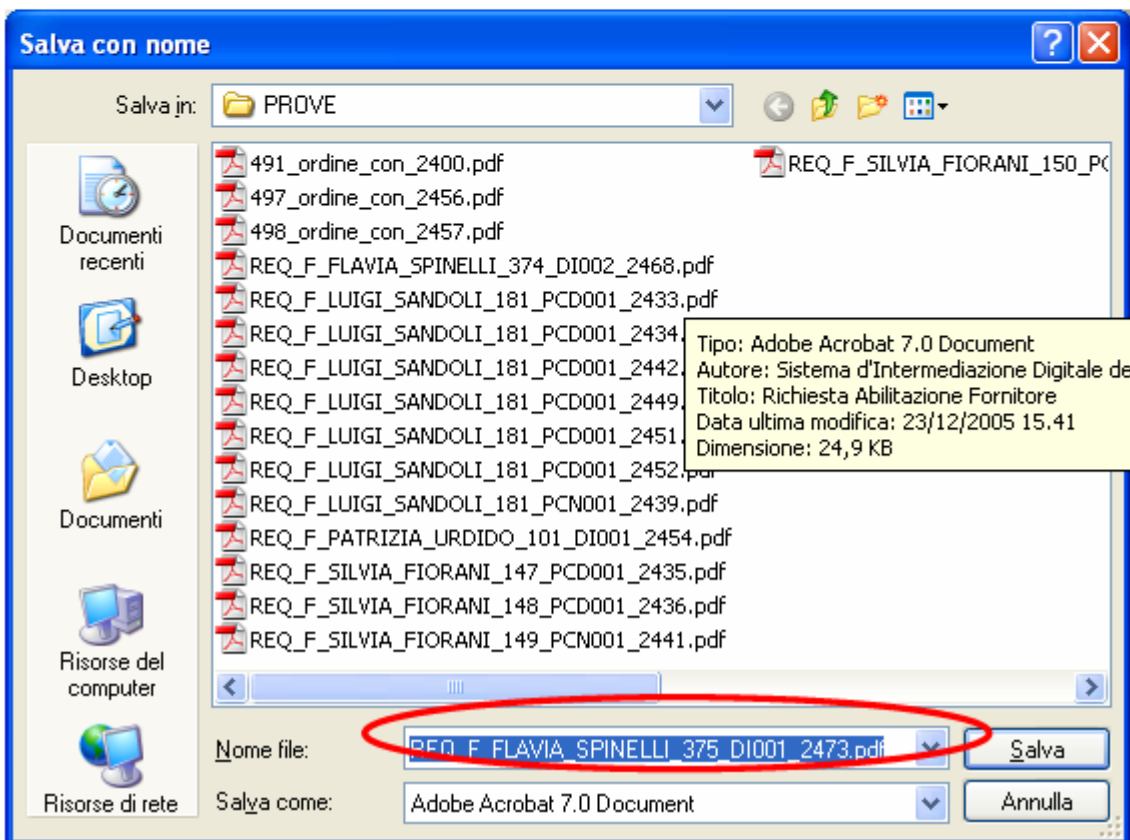 Salva con nome
Salva in: PROVE
491_ordine_con_2400.pdf
497_ordine_con_2456.pdf
498_ordine_con_2457.pdf
REQ_F_FLAVIA_SPINELLI_374_DI002_2468.pdf
REQ_F_LUIGI_SANDOLI_181_PCD001_2433.pdf
REQ_F_LUIGI_SANDOLI_181_PCD001_2434.
REQ_F_LUIGI_SANDOLI_181_PCD001_2442.
REQ_F_LUIGI_SANDOLI_181_PCD001_2449.
REQ_F_LUIGI_SANDOLI_181_PCD001_2451.
REQ_F_LUIGI_SANDOLI_181_PCD001_2452.pdf
REQ_F_LUIGI_SANDOLI_181_PCN001_2439.pdf
REQ_F_PATRIZIA_URDIDO_101_DI001_2454.pdf
REQ_F_SILVIA_FIORANI_147_PCD001_2435.pdf
REQ_F_SILVIA_FIORANI_148_PCD001_2436.pdf
REQ_F_SILVIA_FIORANI_149_PCN001_2441.pdf
REQ_F_SILVIA_FIORANI_150_PC
Tipo: Adobe Acrobat 7.0 Document
Autore: Sistema d'Intermediazione Digitale de
Titolo: Richiesta Abilitazione Fornitore
Data ultima modifica: 23/12/2005 15.41
Dimensione: 24,9 KB
Documenti
recenti
Desktop
Documenti
Risorse del
computer
Risorse di rete
Nome file: REQ_F_FLAVIA_SPINELLI_375_DI001_2473.pdf
Salva
Salva come: Adobe Acrobat 7.0 Document
Annulla